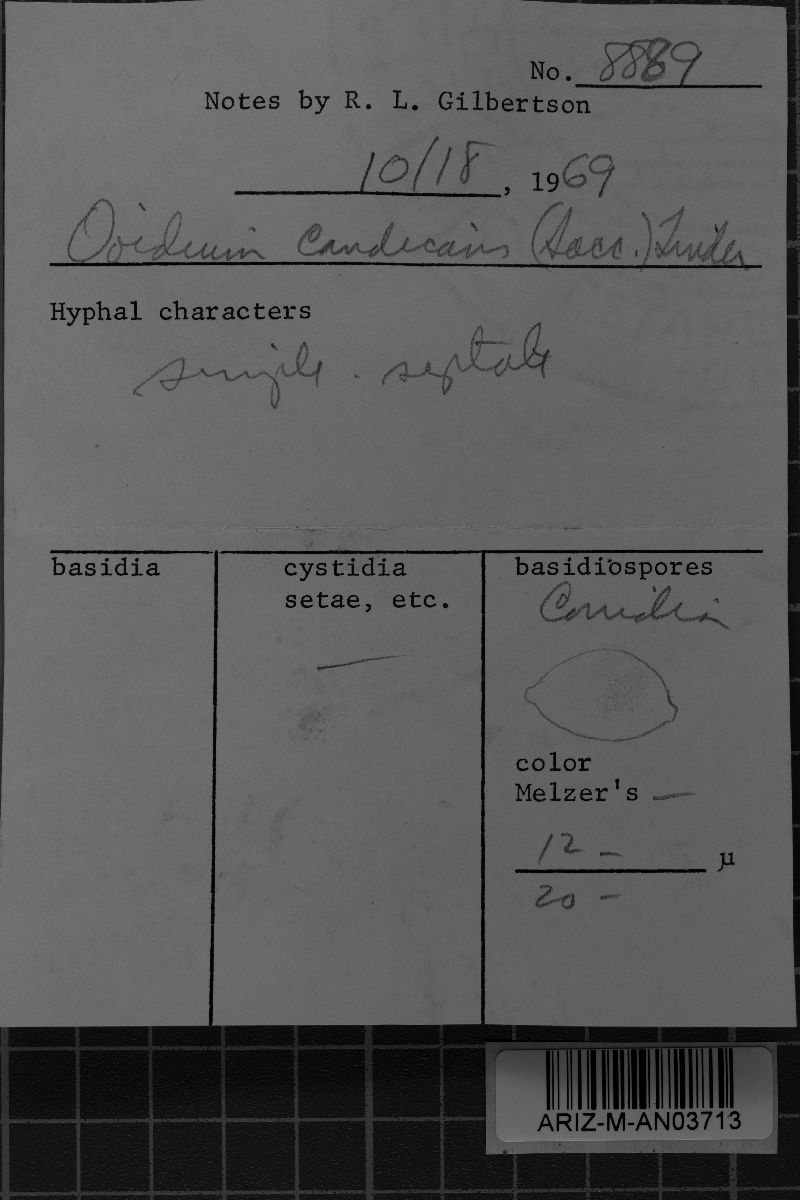 No. 8889
Notes by R. L. Gilbertson
10/18, 1969
Oidium candicans (Sacc.) Linder
Hyphal characters
simple - septate
basidia
cystidia
setae, etc.
basidiospores
Conidia
color
Melzer's —
12 — µ
20 —
ARIZ-M-AN03713